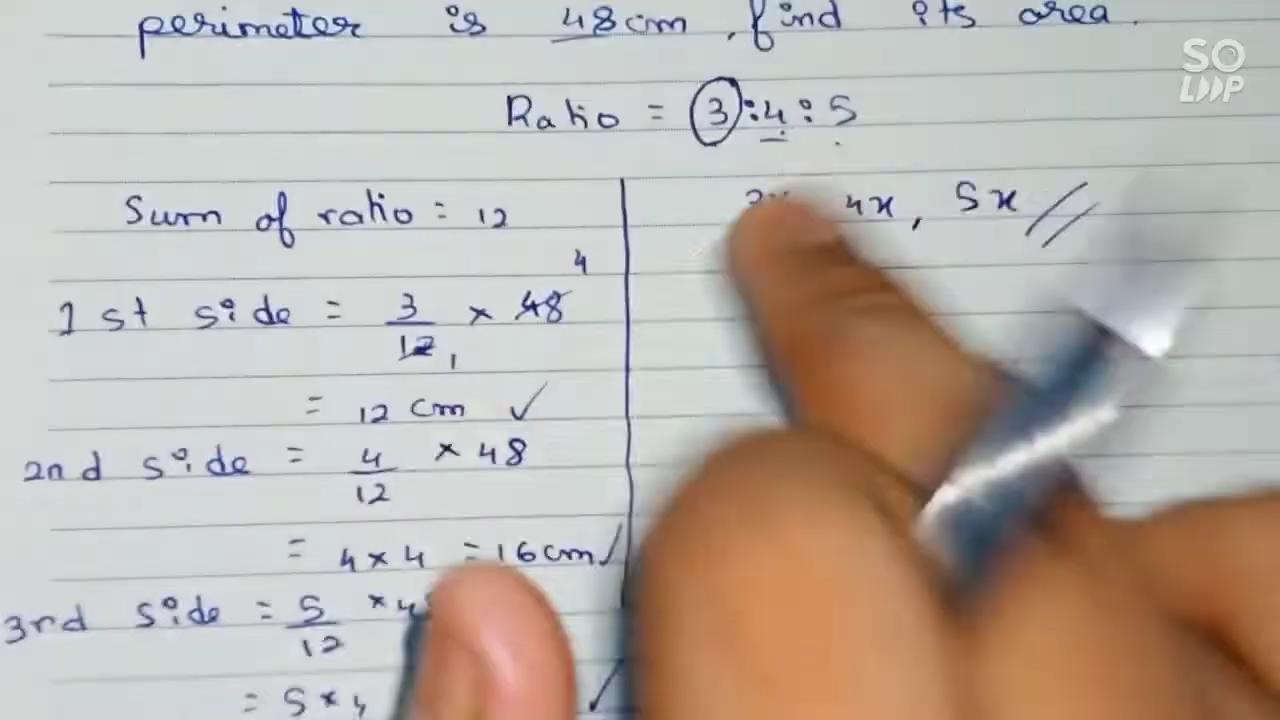 perimeter is 48cm, find its area.
SO
LOOP
Ratio = 3:4:5
Sum of ratio = 12
1st side = 3/12 × 48
4
1
= 12 cm ✓
2nd side = 4/12 × 48
= 4×4 = 16cm ✓
3rd side = 5/12 ×
= 5×4
4x, 5x //